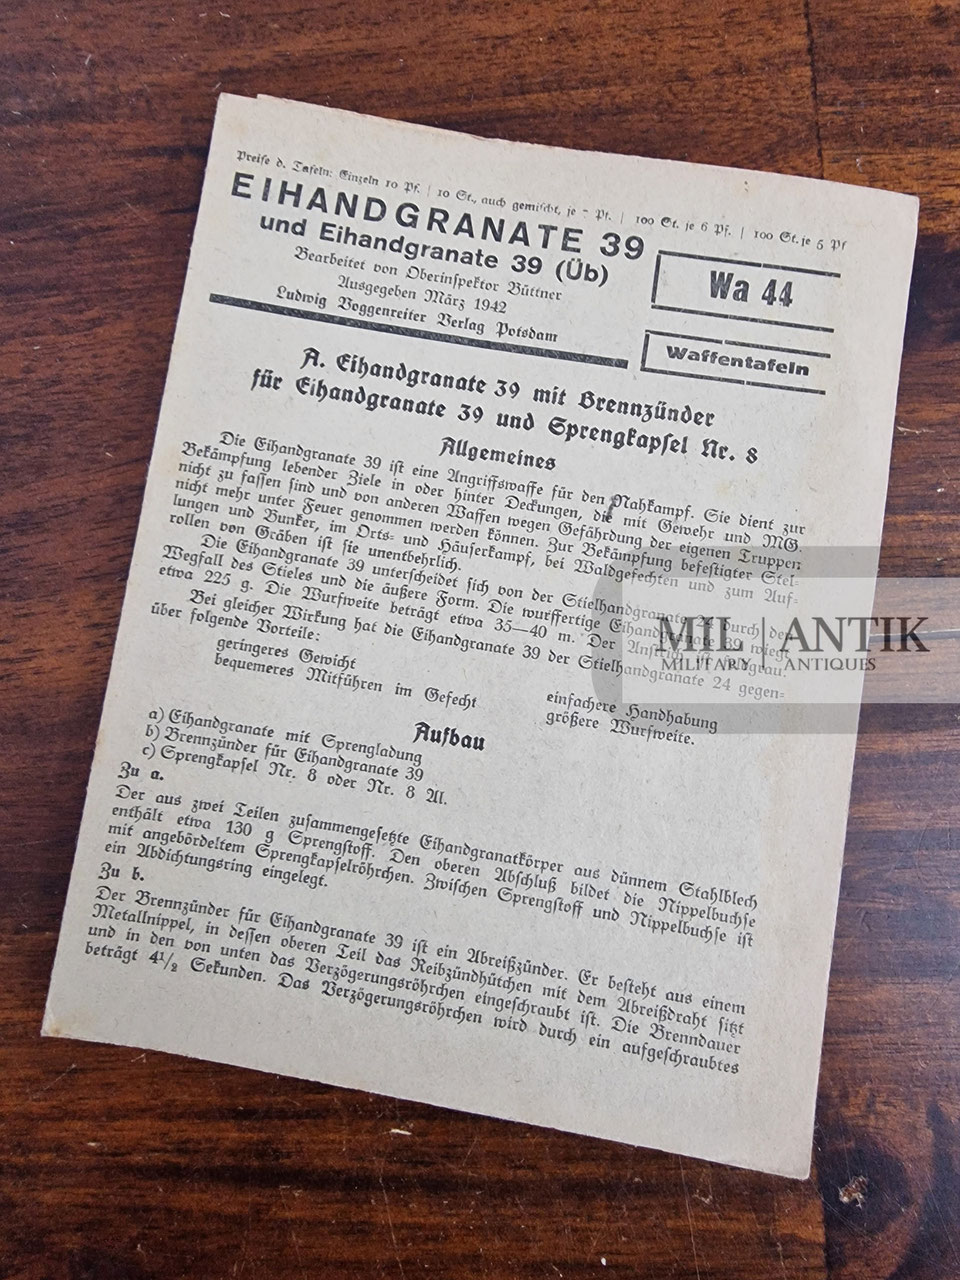 Preise d. Tafeln: Einzeln 10 Pf. | 10 St., auch gemischt, je 7 Pf. | 100 St. je 6 Pf. | 100 St. je 5 Pf
EIHANDGRANATE 39
und Eihandgranate 39 (Üb)
Bearbeitet von Oberinspektor Büttner
Ausgegeben März 1942
Ludwig Voggenreiter Verlag Potsdam
Wa 44
Waffentafeln
A. Eihandgranate 39 mit Brennzünder
für Eihandgranate 39 und Sprengkapsel Nr. 8
Allgemeines
Die Eihandgranate 39 ist eine Angriffswaffe für den Nahkampf. Sie dient zur
Bekämpfung lebender Ziele in oder hinter Deckungen, die mit Gewehr und MG.
nicht zu fassen sind und von anderen Waffen wegen Gefährdung der eigenen Truppen
nicht mehr unter Feuer genommen werden können. Zur Bekämpfung befestigter Stel-
lungen und Bunker, im Orts- und Häuserkampf, bei Waldgefechten und zum Auf-
rollen von Gräben ist sie unentbehrlich.
Die Eihandgranate 39 unterscheidet sich von der Stielhandgranate 24 durch den
Wegfall des Stieles und die äußere Form. Die wurffertige Eihandgranate 39 wiegt
etwa 225 g. Die Wurfweite beträgt etwa 35—40 m. Der Anstrich ist feldgrau.
Bei gleicher Wirkung hat die Eihandgranate 39 der Stielhandgranate 24 gegen-
über folgende Vorteile:
geringeres Gewicht
bequemeres Mitführen im Gefecht
einfachere Handhabung
größere Wurfweite.
Aufbau
a) Eihandgranate mit Sprengladung
b) Brennzünder für Eihandgranate 39
c) Sprengkapsel Nr. 8 oder Nr. 8 Al.
Zu a.
Der aus zwei Teilen zusammengesetzte Eihandgranatkörper aus dünnem Stahlblech
enthält etwa 130 g Sprengstoff. Den oberen Abschluß bildet die Nippelbuchse
mit angebördeltem Sprengkapselröhrchen. Zwischen Sprengstoff und Nippelbuchse ist
ein Abdichtungsring eingelegt.
Zu b.
Der Brennzünder für Eihandgranate 39 ist ein Abreißzünder. Er besteht aus einem
Metallnippel, in dessen oberen Teil das Reibzündhütchen mit dem Abreißdraht sitzt
und in den von unten das Verzögerungsröhrchen eingeschraubt ist. Die Brenndauer
beträgt 4½ Sekunden. Das Verzögerungsröhrchen wird durch ein aufgeschraubtes
MIL | ANTIK
MILITARY ANTIQUES